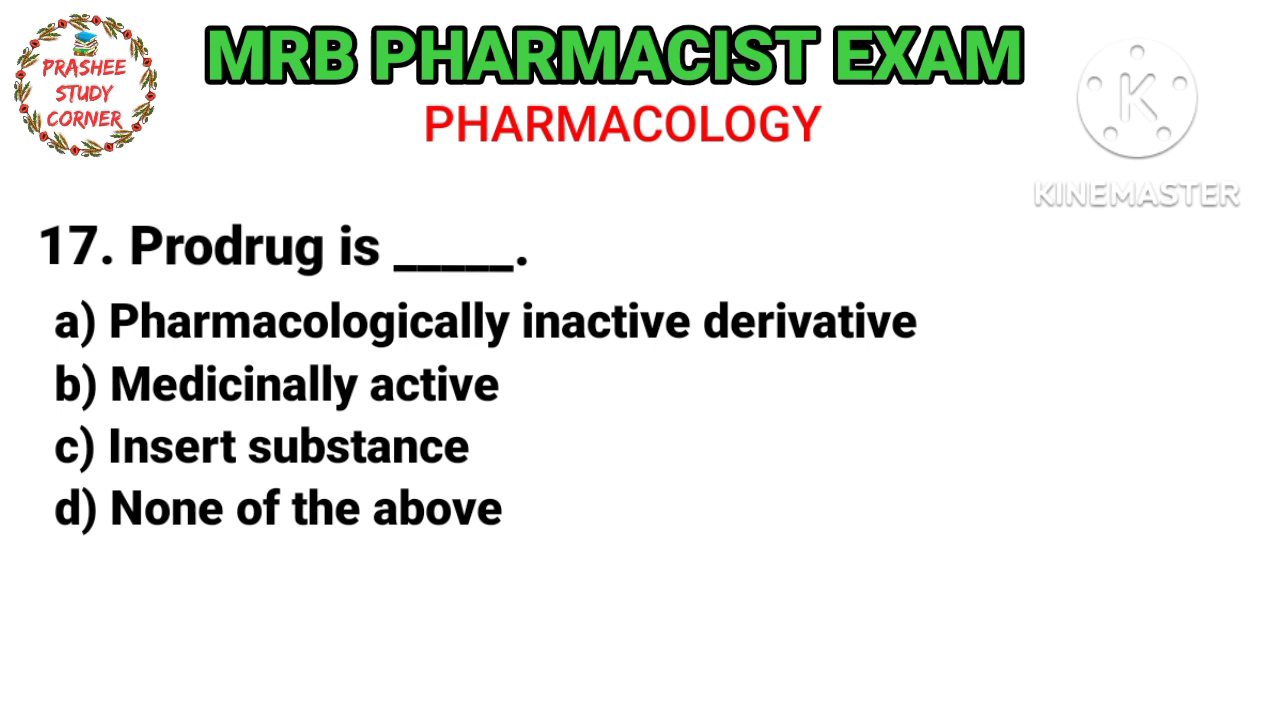 PRASHEE
STUDY
CORNER
MRB PHARMACIST EXAM
PHARMACOLOGY
K
KINEMASTER
17. Prodrug is _____.
a) Pharmacologically inactive derivative
b) Medicinally active
c) Insert substance
d) None of the above